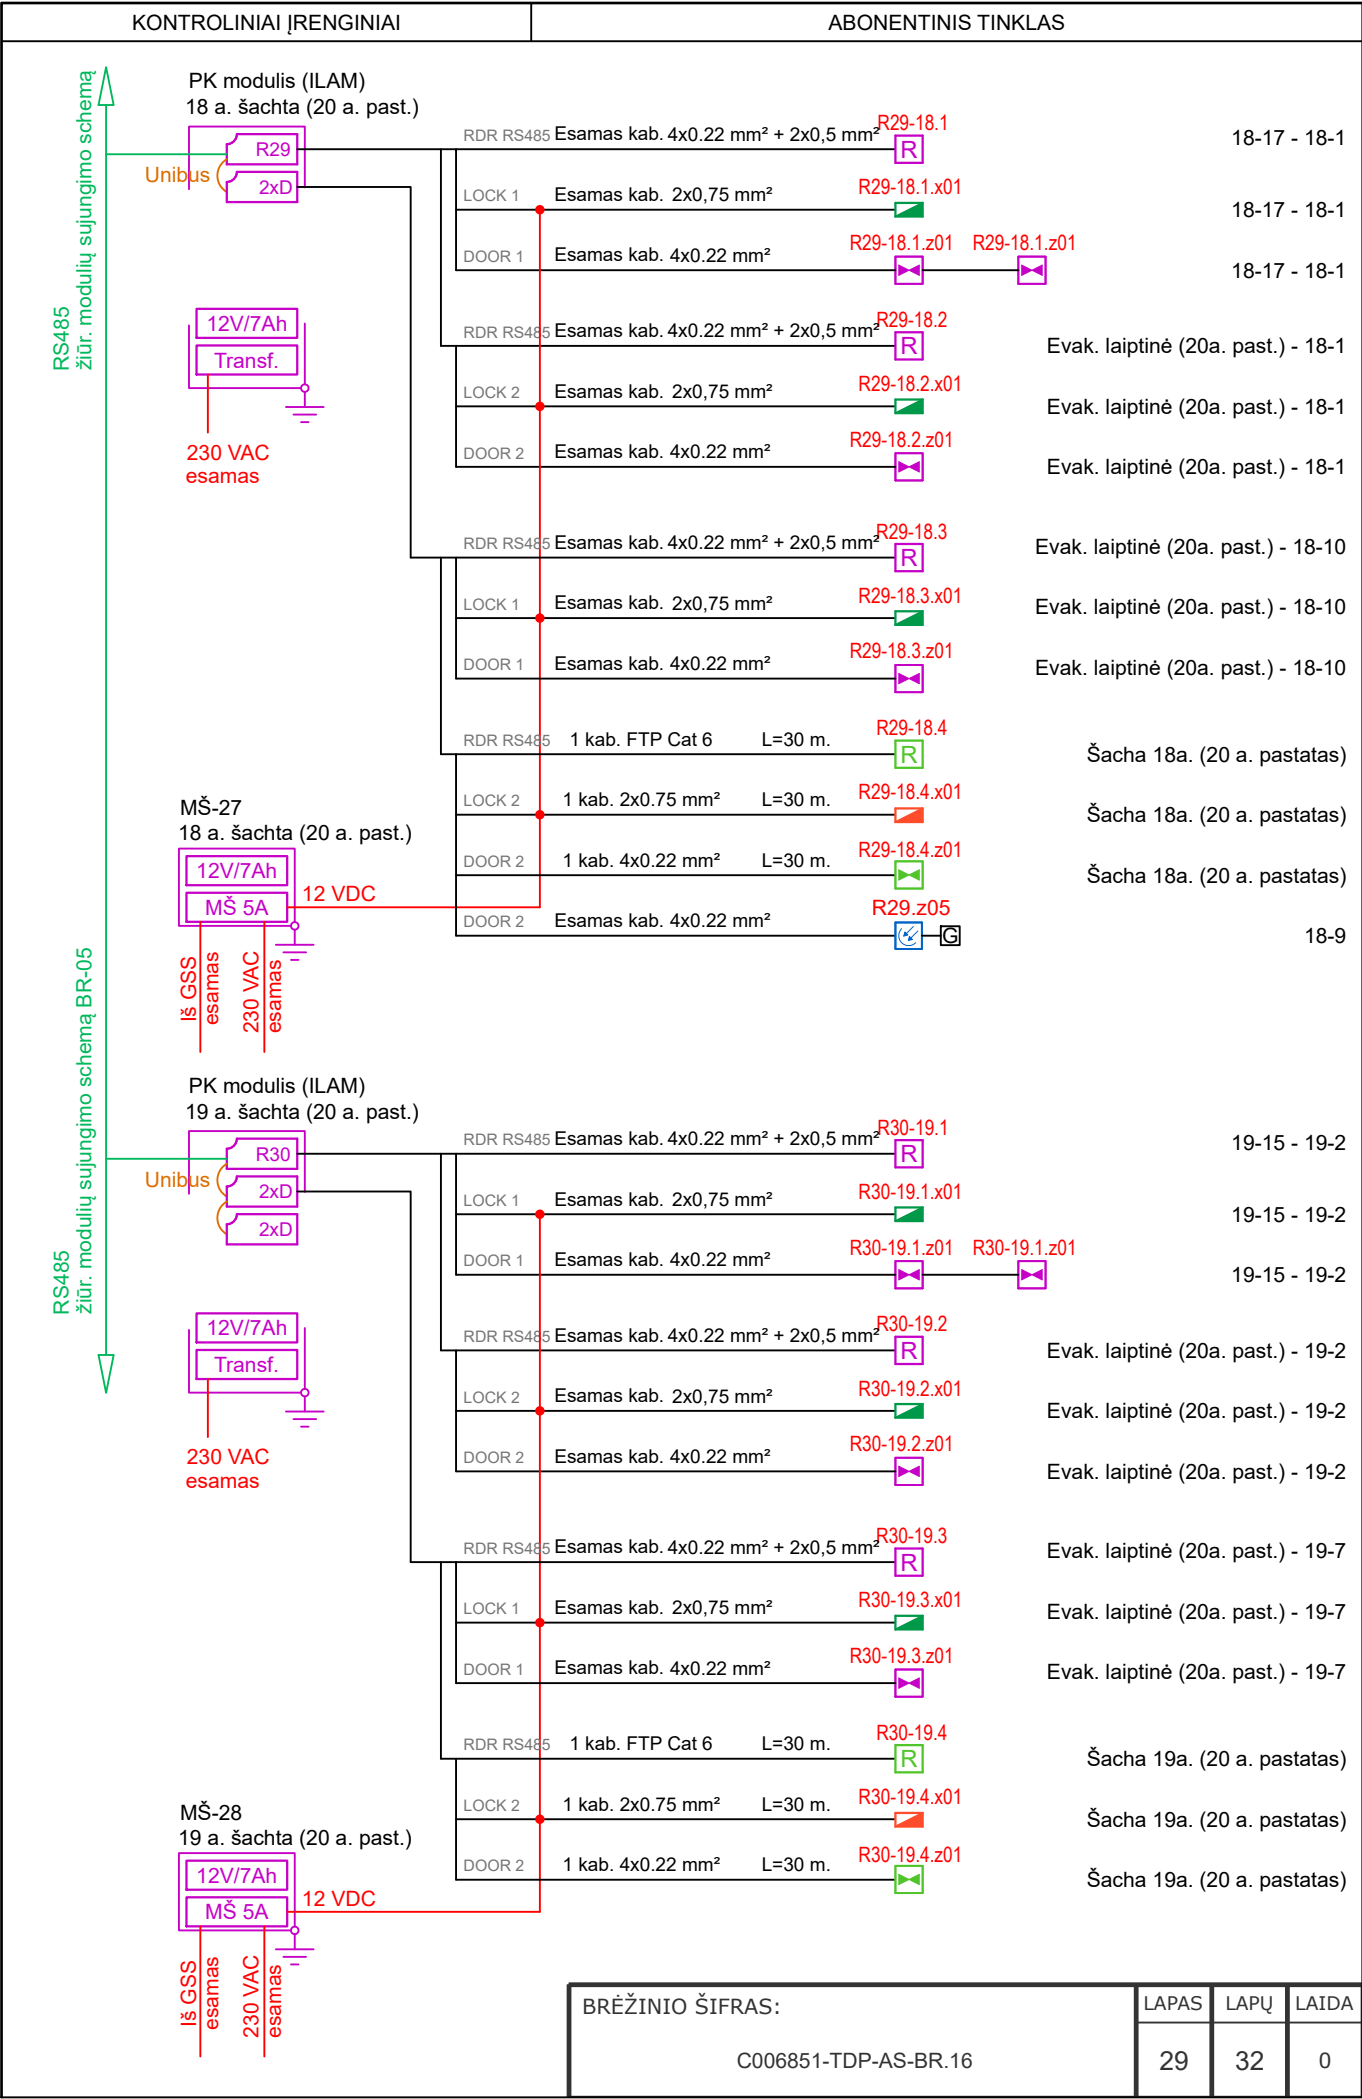 KONTROLINIAI ĮRENGINIAI
ABONENTINIS TINKLAS
RS485
žiūr. modulių sujungimo schemą
PK modulis (ILAM)
18 a. šachta (20 a. past.)
R29
Unibus
2xD
12V/7Ah
Transf.
230 VAC
esamas
RDR RS485 Esamas kab. 4x0.22 mm² + 2x0,5 mm² R29-18.1 R 18-17 - 18-1
LOCK 1 Esamas kab. 2x0,75 mm² R29-18.1.x01 18-17 - 18-1
DOOR 1 Esamas kab. 4x0.22 mm² R29-18.1.z01 R29-18.1.z01 18-17 - 18-1
RDR RS485 Esamas kab. 4x0.22 mm² + 2x0,5 mm² R29-18.2 R Evak. laiptinė (20a. past.) - 18-1
LOCK 2 Esamas kab. 2x0,75 mm² R29-18.2.x01 Evak. laiptinė (20a. past.) - 18-1
DOOR 2 Esamas kab. 4x0.22 mm² R29-18.2.z01 Evak. laiptinė (20a. past.) - 18-1
RDR RS485 Esamas kab. 4x0.22 mm² + 2x0,5 mm² R29-18.3 R Evak. laiptinė (20a. past.) - 18-10
LOCK 1 Esamas kab. 2x0,75 mm² R29-18.3.x01 Evak. laiptinė (20a. past.) - 18-10
DOOR 1 Esamas kab. 4x0.22 mm² R29-18.3.z01 Evak. laiptinė (20a. past.) - 18-10
RDR RS485 1 kab. FTP Cat 6 L=30 m. R29-18.4 R Šacha 18a. (20 a. pastatas)
LOCK 2 1 kab. 2x0.75 mm² L=30 m. R29-18.4.x01 Šacha 18a. (20 a. pastatas)
DOOR 2 1 kab. 4x0.22 mm² L=30 m. R29-18.4.z01 Šacha 18a. (20 a. pastatas)
DOOR 2 Esamas kab. 4x0.22 mm² R29.z05 G 18-9
MŠ-27
18 a. šachta (20 a. past.)
12V/7Ah
MŠ 5A
12 VDC
Iš GSS
esamas
230 VAC
esamas
RS485
žiūr. modulių sujungimo schemą BR-05
PK modulis (ILAM)
19 a. šachta (20 a. past.)
R30
Unibus
2xD
2xD
12V/7Ah
Transf.
230 VAC
esamas
RDR RS485 Esamas kab. 4x0.22 mm² + 2x0,5 mm² R30-19.1 R 19-15 - 19-2
LOCK 1 Esamas kab. 2x0,75 mm² R30-19.1.x01 19-15 - 19-2
DOOR 1 Esamas kab. 4x0.22 mm² R30-19.1.z01 R30-19.1.z01 19-15 - 19-2
RDR RS485 Esamas kab. 4x0.22 mm² + 2x0,5 mm² R30-19.2 R Evak. laiptinė (20a. past.) - 19-2
LOCK 2 Esamas kab. 2x0,75 mm² R30-19.2.x01 Evak. laiptinė (20a. past.) - 19-2
DOOR 2 Esamas kab. 4x0.22 mm² R30-19.2.z01 Evak. laiptinė (20a. past.) - 19-2
RDR RS485 Esamas kab. 4x0.22 mm² + 2x0,5 mm² R30-19.3 R Evak. laiptinė (20a. past.) - 19-7
LOCK 1 Esamas kab. 2x0,75 mm² R30-19.3.x01 Evak. laiptinė (20a. past.) - 19-7
DOOR 1 Esamas kab. 4x0.22 mm² R30-19.3.z01 Evak. laiptinė (20a. past.) - 19-7
RDR RS485 1 kab. FTP Cat 6 L=30 m. R30-19.4 R Šacha 19a. (20 a. pastatas)
LOCK 2 1 kab. 2x0.75 mm² L=30 m. R30-19.4.x01 Šacha 19a. (20 a. pastatas)
DOOR 2 1 kab. 4x0.22 mm² L=30 m. R30-19.4.z01 Šacha 19a. (20 a. pastatas)
MŠ-28
19 a. šachta (20 a. past.)
12V/7Ah
MŠ 5A
12 VDC
Iš GSS
esamas
230 VAC
esamas
BRĖŽINIO ŠIFRAS:
C006851-TDP-AS-BR.16
LAPAS LAPŲ LAIDA
29 32 0